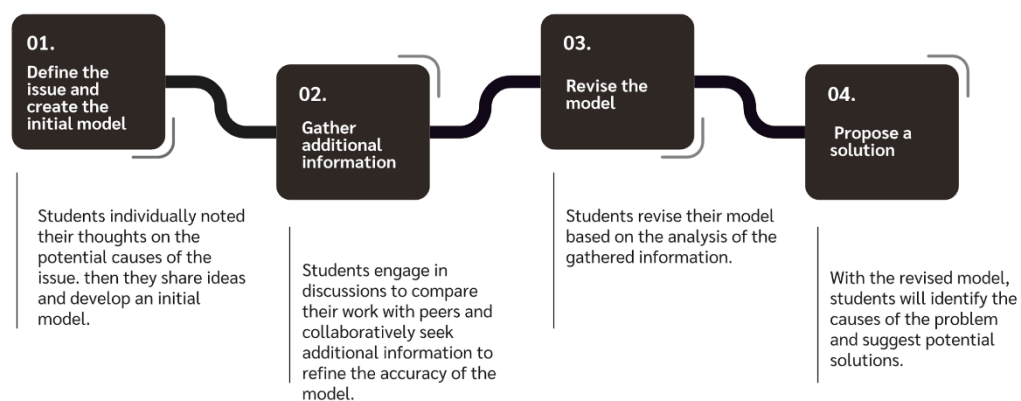 01.
Define the
issue and
create the
initial model
Students individually noted
their thoughts on the
potential causes of the
issue. then they share ideas
and develop an initial
model.
02.
Gather
additional
information
Students engage in
discussions to compare
their work with peers and
collaboratively seek
additional information to
refine the accuracy of the
model.
03.
Revise the
model
Students revise their model
based on the analysis of the
gathered information.
04.
Propose a
solution
With the revised model,
students will identify the
causes of the problem
and suggest potential
solutions.